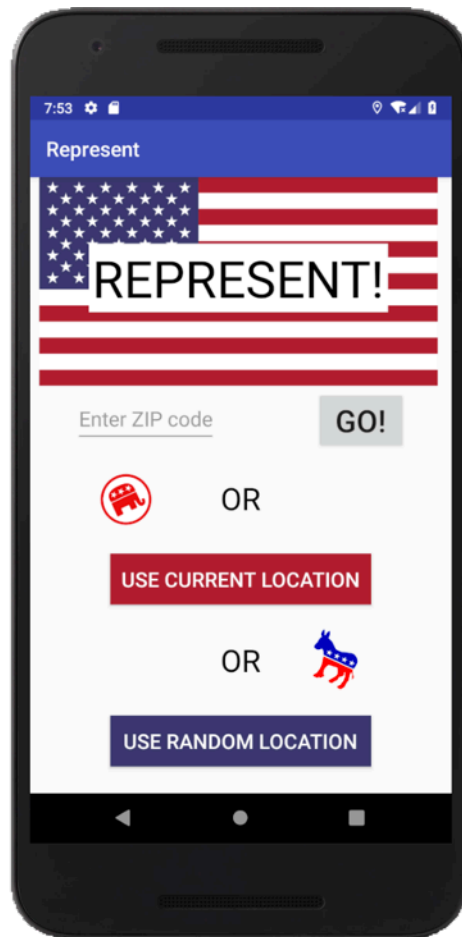 7:53
Represent
REPRESENT!
Enter ZIP code
GO!
OR
USE CURRENT LOCATION
OR
USE RANDOM LOCATION